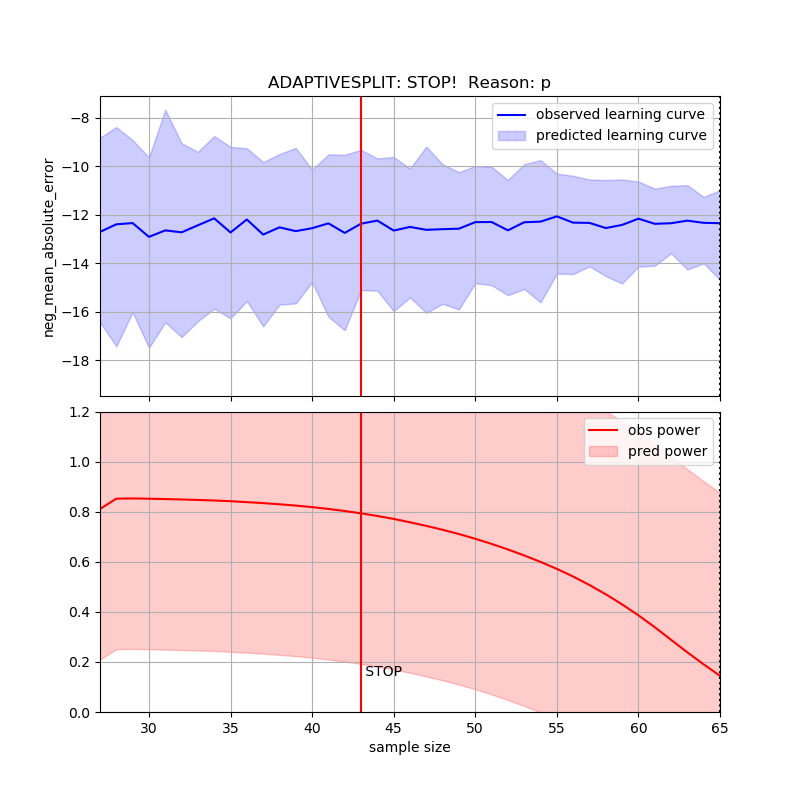 ADAPTIVESPLIT: STOP!  Reason: p
−8
−10
−12
−14
−16
−18
neg_mean_absolute_error
observed learning curve
predicted learning curve
1.2
1.0
0.8
0.6
0.4
0.2
0.0
obs power
pred power
STOP
30 35 40 45 50 55 60 65
sample size